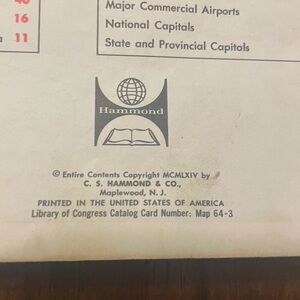 Major Commercial Airports
16
National Capitals
11
State and Provincial Capitals
Hammond
© Entire Contents Copyright MCMLXIV by
C. S. HAMMOND & CO.,
Maplewood, N. J.
PRINTED IN THE UNITED STATES OF AMERICA
Library of Congress Catalog Card Number: Map 64-3